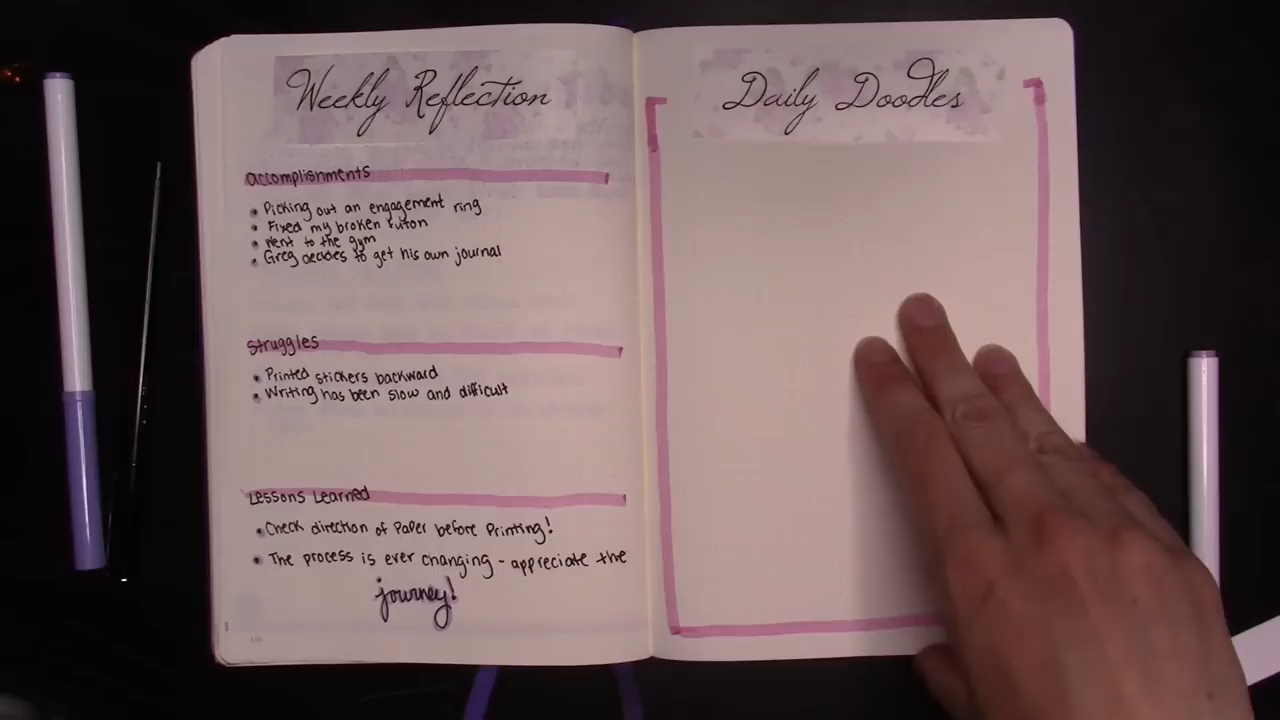 Weekly Reflection
accomplishments
• Picking out an engagement ring
• Fixed my broken futon
• Went to the gym
• Greg decides to get his own journal
Struggles
• Printed stickers backward
• Writing has been slow and difficult
Lessons Learned
• Check direction of Paper before Printing!
• The process is ever changing - appreciate the
journey!
Daily Doodles